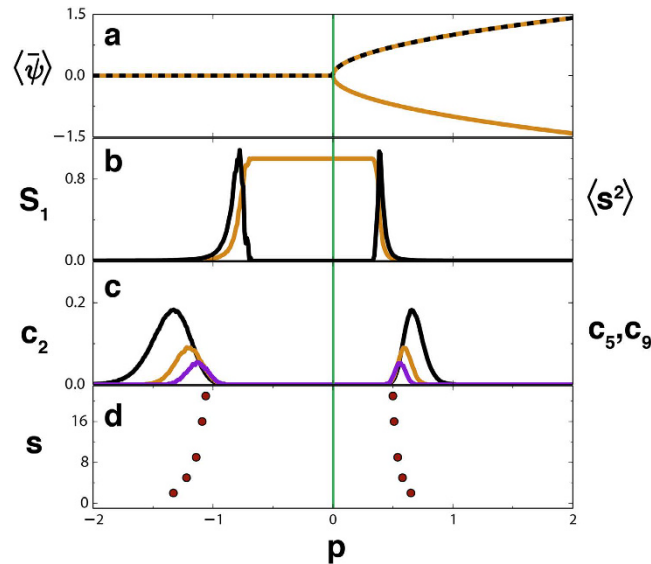 a
⟨ψ̄⟩
1.5
0.0
−1.5
b
S₁
0.8
0.0
⟨s²⟩
c
c₂
0.2
0.0
c₅,c₉
d
s
16
8
0
−2
−1
0
1
2
p